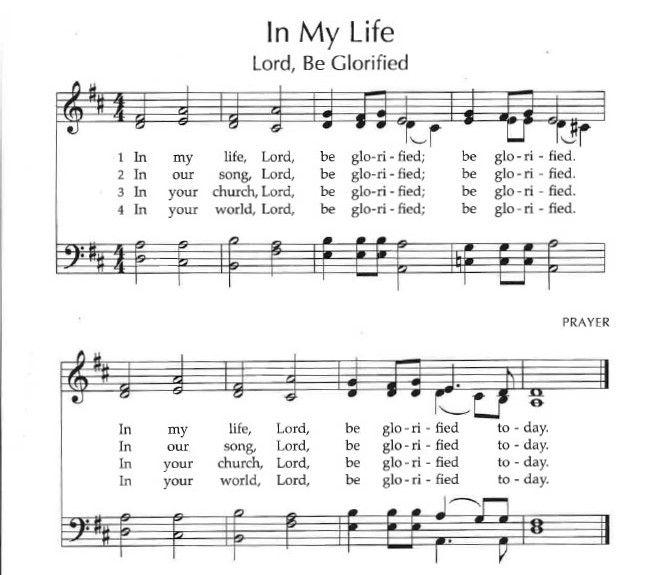 In My Life
Lord, Be Glorified
4 4
1 In my life, Lord, be glo-ri-fied; be glo-ri-fied.
2 In our song, Lord, be glo-ri-fied; be glo-ri-fied.
3 In your church, Lord, be glo-ri-fied; be glo-ri-fied.
4 In your world, Lord, be glo-ri-fied; be glo-ri-fied.
4 4
PRAYER
In my life, Lord, be glo-ri-fied to-day.
In our song, Lord, be glo-ri-fied to-day.
In your church, Lord, be glo-ri-fied to-day.
In your world, Lord, be glo-ri-fied to-day.